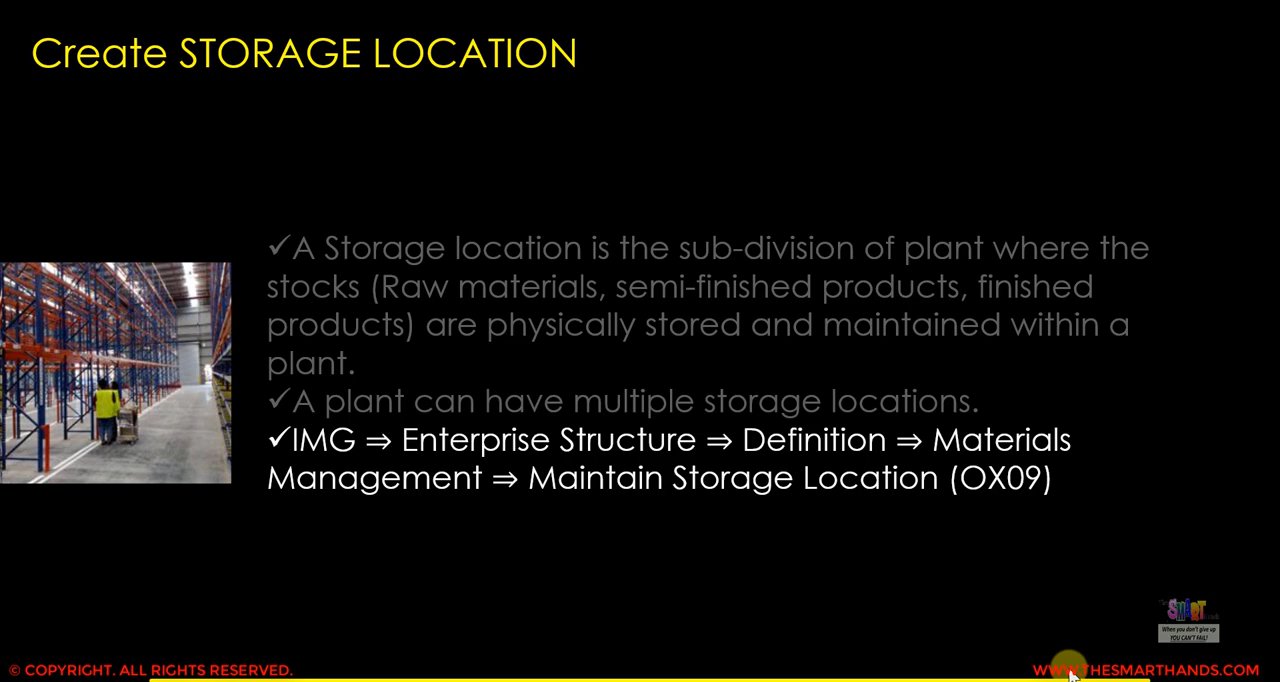 Create STORAGE LOCATION
✓A Storage location is the sub-division of plant where the
stocks (Raw materials, semi-finished products, finished
products) are physically stored and maintained within a
plant.
✓A plant can have multiple storage locations.
✓IMG ⇒ Enterprise Structure ⇒ Definition ⇒ Materials
Management ⇒ Maintain Storage Location (OX09)
SMART
When you don't give up
YOU CAN'T FAIL!
© COPYRIGHT. ALL RIGHTS RESERVED.
WWW.THESMARTHANDS.COM